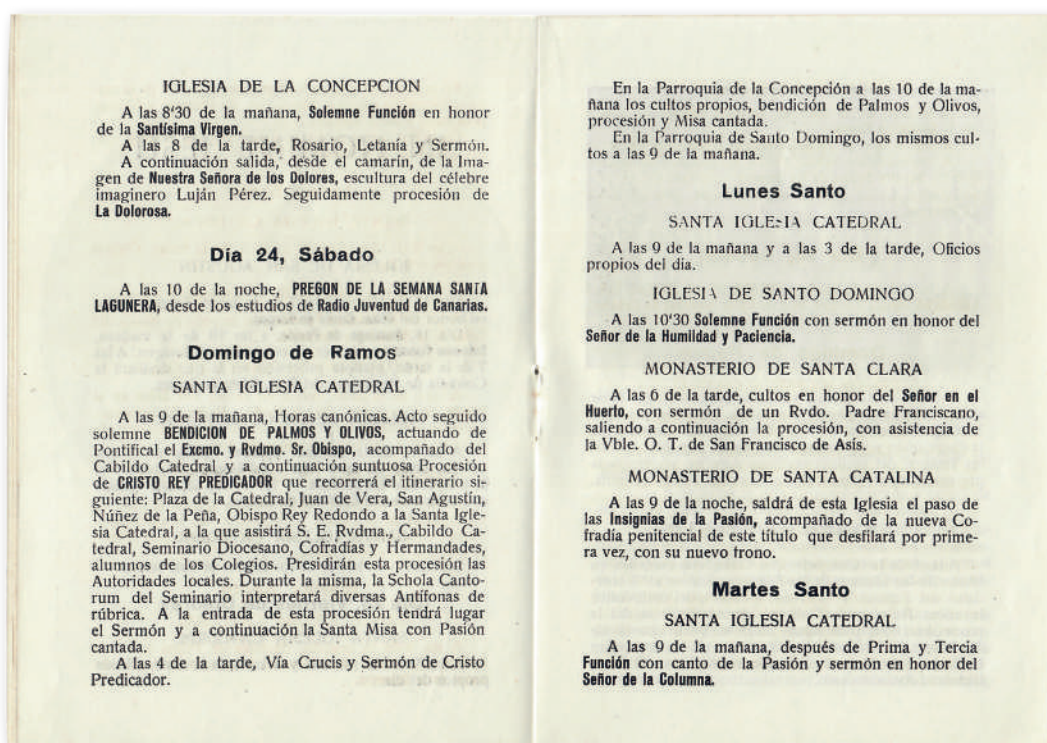 IGLESIA DE LA CONCEPCION
A las 8'30 de la mañana, Solemne Función en honor
de la Santísima Virgen.
A las 8 de la tarde, Rosario, Letanía y Sermón.
A continuación salida, desde el camarín, de la Ima-
gen de Nuestra Señora de los Dolores, escultura del célebre
imaginero Luján Pérez. Seguidamente procesión de
La Dolorosa.
Día 24, Sábado
A las 10 de la noche, PREGON DE LA SEMANA SANTA
LAGUNERA, desde los estudios de Radio Juventud de Canarias.
Domingo de Ramos
SANTA IGLESIA CATEDRAL
A las 9 de la mañana, Horas canónicas. Acto seguido
solemne BENDICION DE PALMOS Y OLIVOS, actuando de
Pontifical el Excmo. y Rvdmo. Sr. Obispo, acompañado del
Cabildo Catedral y a continuación suntuosa Procesión
de CRISTO REY PREDICADOR que recorrerá el itinerario si-
guiente: Plaza de la Catedral, Juan de Vera, San Agustín,
Núñez de la Peña, Obispo Rey Redondo a la Santa Igle-
sia Catedral, a la que asistirá S. E. Rvdma., Cabildo Ca-
tedral, Seminario Diocesano, Cofradías y Hermandades,
alumnos de los Colegios. Presidirán esta procesión las
Autoridades locales. Durante la misma, la Schola Canto-
rum del Seminario interpretará diversas Antífonas de
rúbrica. A la entrada de esta procesión tendrá lugar
el Sermón y a continuación la Santa Misa con Pasión
cantada.
A las 4 de la tarde, Vía Crucis y Sermón de Cristo
Predicador.
En la Parroquia de la Concepción a las 10 de la ma-
ñana los cultos propios, bendición de Palmos y Olivos,
procesión y Misa cantada.
En la Parroquia de Santo Domingo, los mismos cul-
tos a las 9 de la mañana.
Lunes Santo
SANTA IGLESIA CATEDRAL
A las 9 de la mañana y a las 3 de la tarde, Oficios
propios del día.
IGLESIA DE SANTO DOMINGO
A las 10'30 Solemne Función con sermón en honor del
Señor de la Humildad y Paciencia.
MONASTERIO DE SANTA CLARA
A las 6 de la tarde, cultos en honor del Señor en el
Huerto, con sermón de un Rvdo. Padre Franciscano,
saliendo a continuación la procesión, con asistencia de
la Vble. O. T. de San Francisco de Asís.
MONASTERIO DE SANTA CATALINA
A las 9 de la noche, saldrá de esta Iglesia el paso de
las Insignias de la Pasión, acompañado de la nueva Co-
fradía penitencial de este título que desfilará por prime-
ra vez, con su nuevo trono.
Martes Santo
SANTA IGLESIA CATEDRAL
A las 9 de la mañana, después de Prima y Tercia
Función con canto de la Pasión y sermón en honor del
Señor de la Columna.